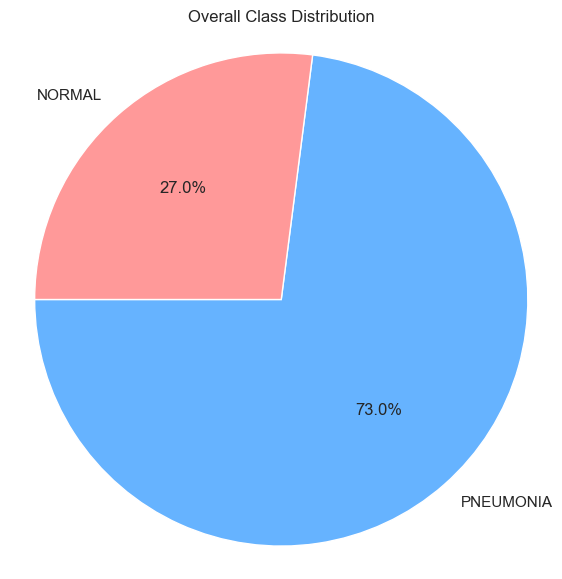 Overall Class Distribution
NORMAL
27.0%
73.0%
PNEUMONIA